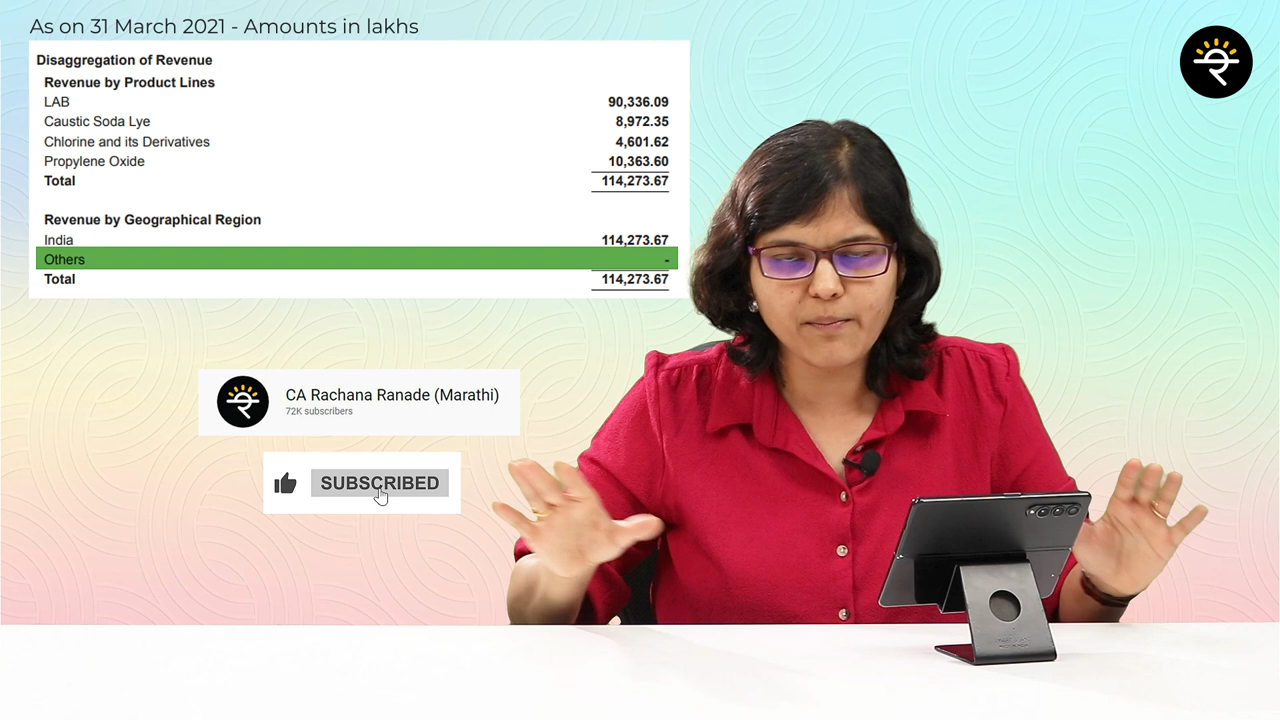 As on 31 March 2021 - Amounts in lakhs
Disaggregation of Revenue
Revenue by Product Lines
LAB 90,336.09
Caustic Soda Lye 8,972.35
Chlorine and its Derivatives 4,601.62
Propylene Oxide 10,363.60
Total 114,273.67
Revenue by Geographical Region
India 114,273.67
Others -
Total 114,273.67
CA Rachana Ranade (Marathi)
72K subscribers
SUBSCRIBED